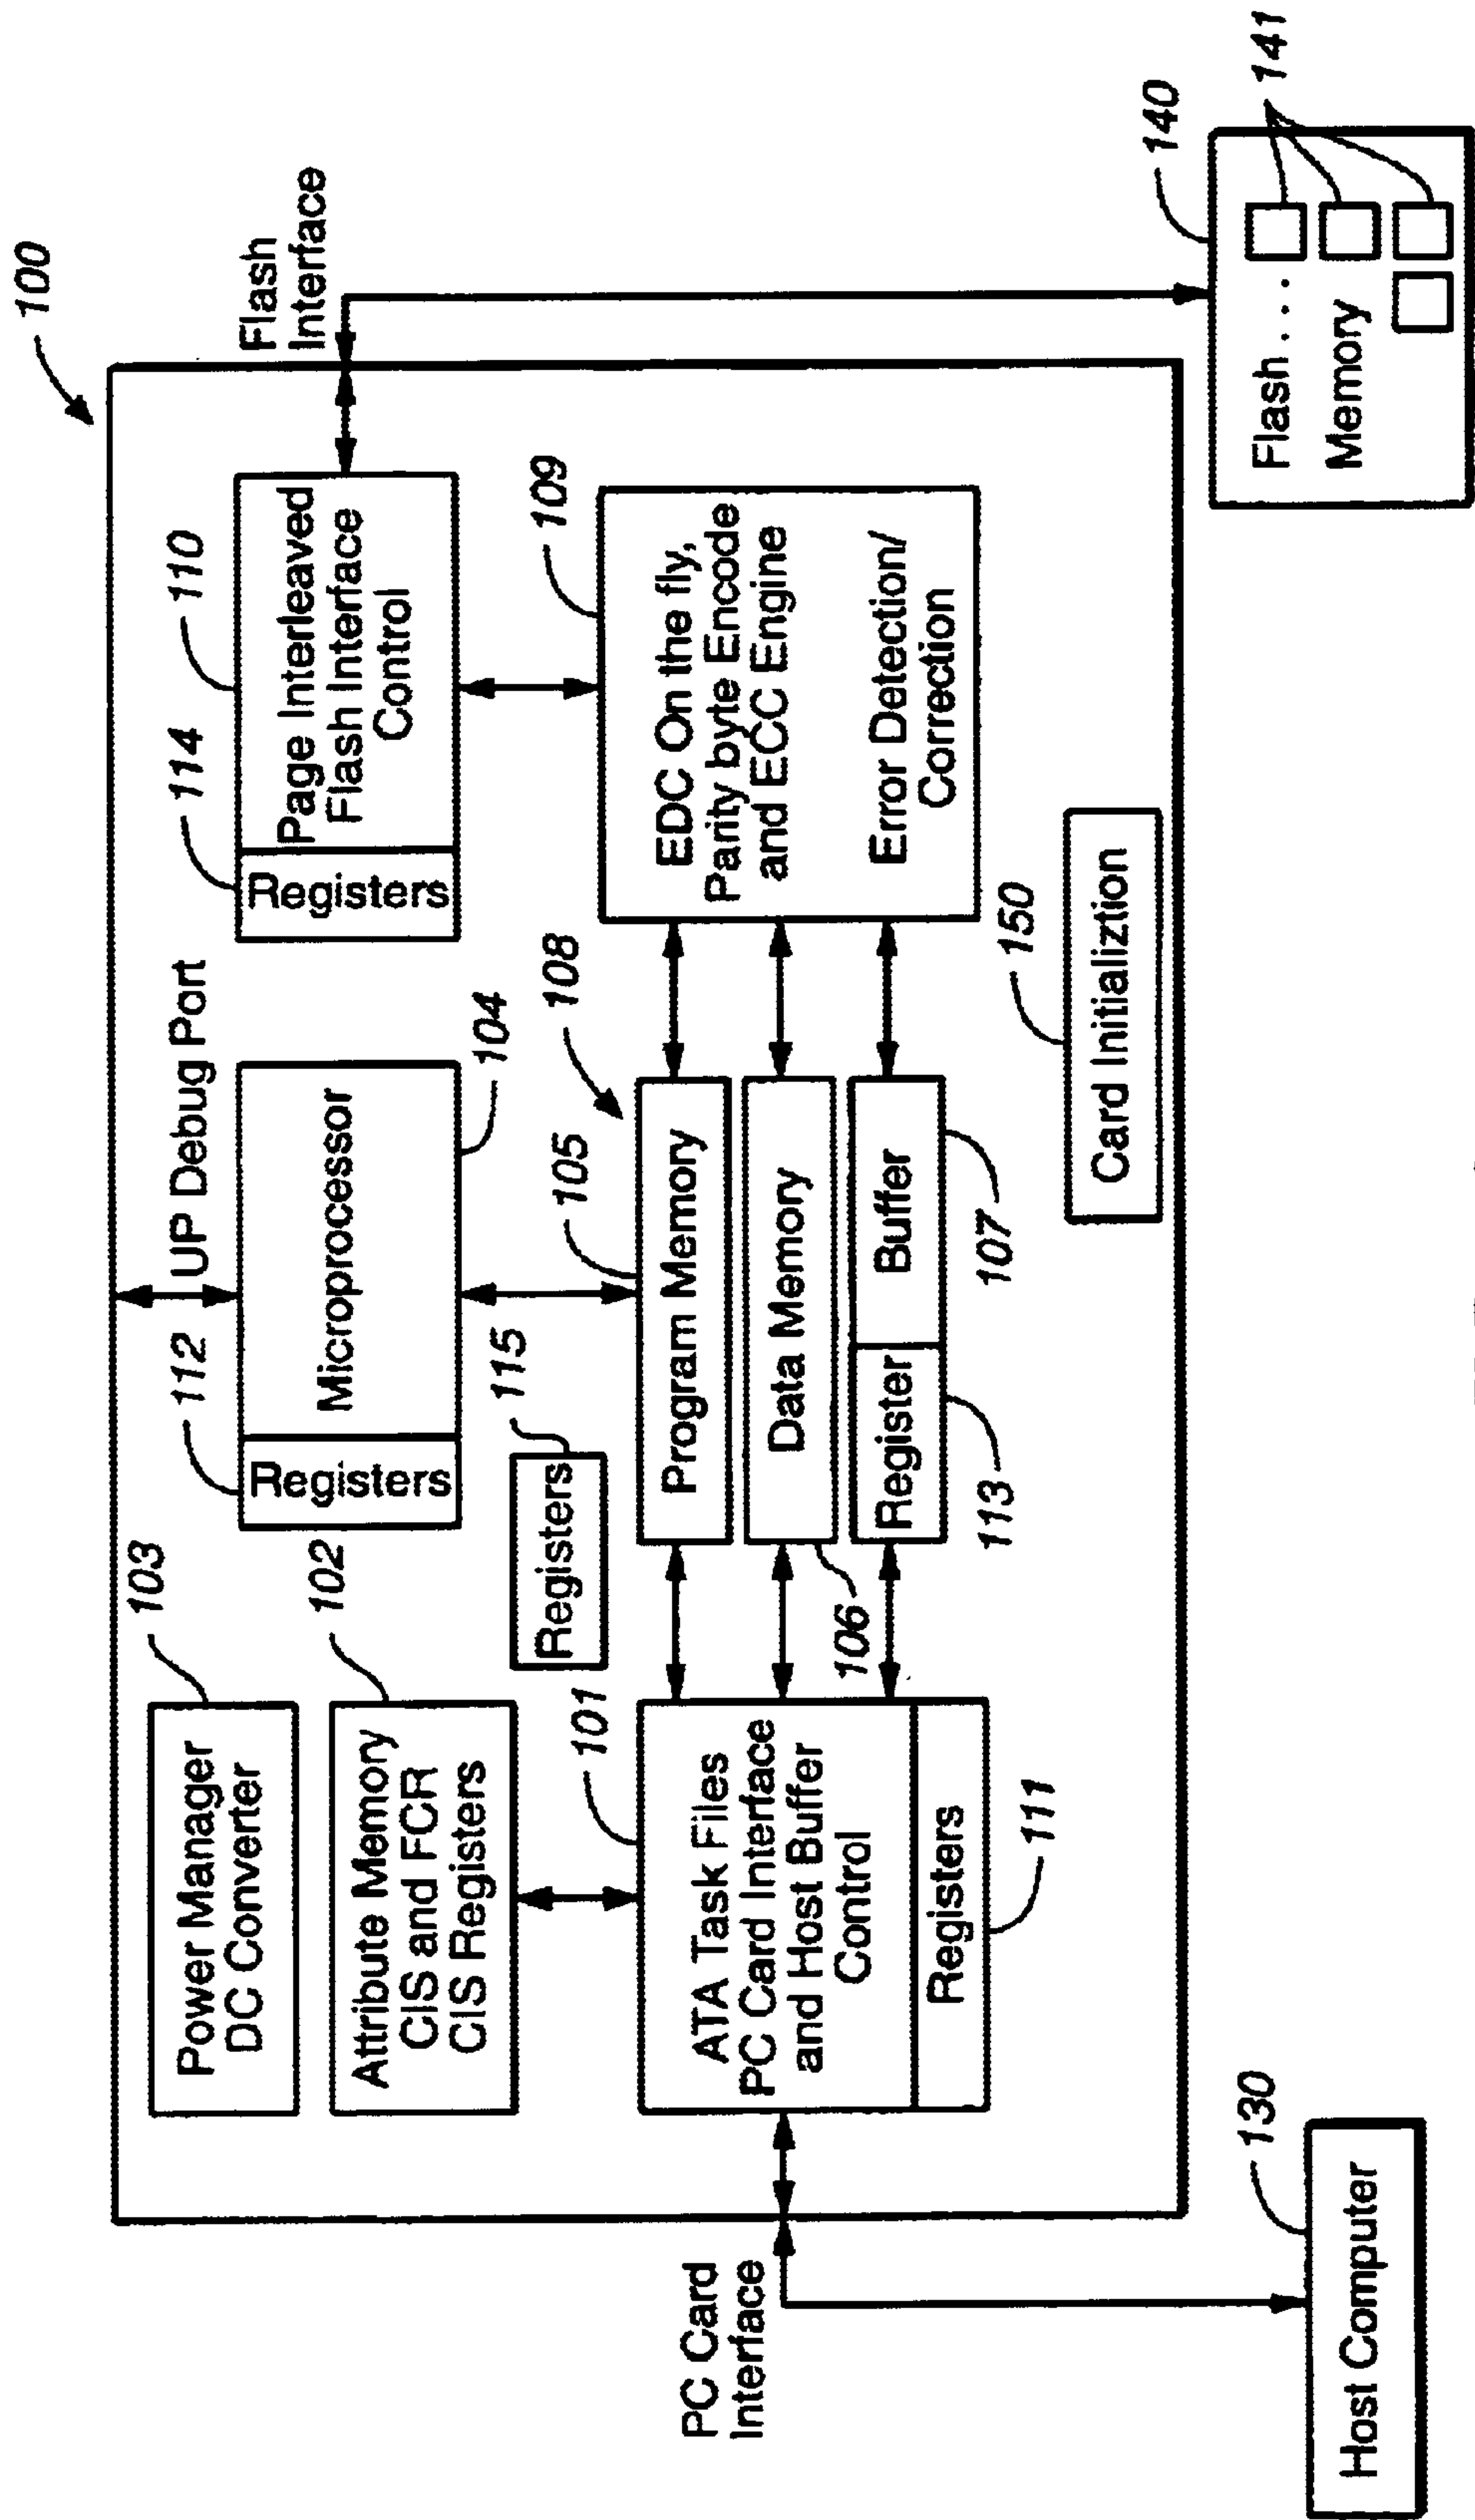 100
103
Power Manager
DC Converter
102
Attribute Memory
CIS and FCR
CIS Registers
112
Registers
Microprocessor
104
UP Debug Port
114
Registers
110
Page Interleaved
Flash Interface
Control
Flash
Interface
115
Registers
101
ATA Task Files
PC Card Interface
and Host Buffer
Control
Registers
111
105
108
Program Memory
Data Memory
106
Register
Buffer
113
107
109
EDC On the fly,
Parity byte Encode
and ECC Engine
Error Detection/
Correction
150
Card Initializtion
PC Card
Interface
130
Host Computer
140
141
Flash . . .
Memory